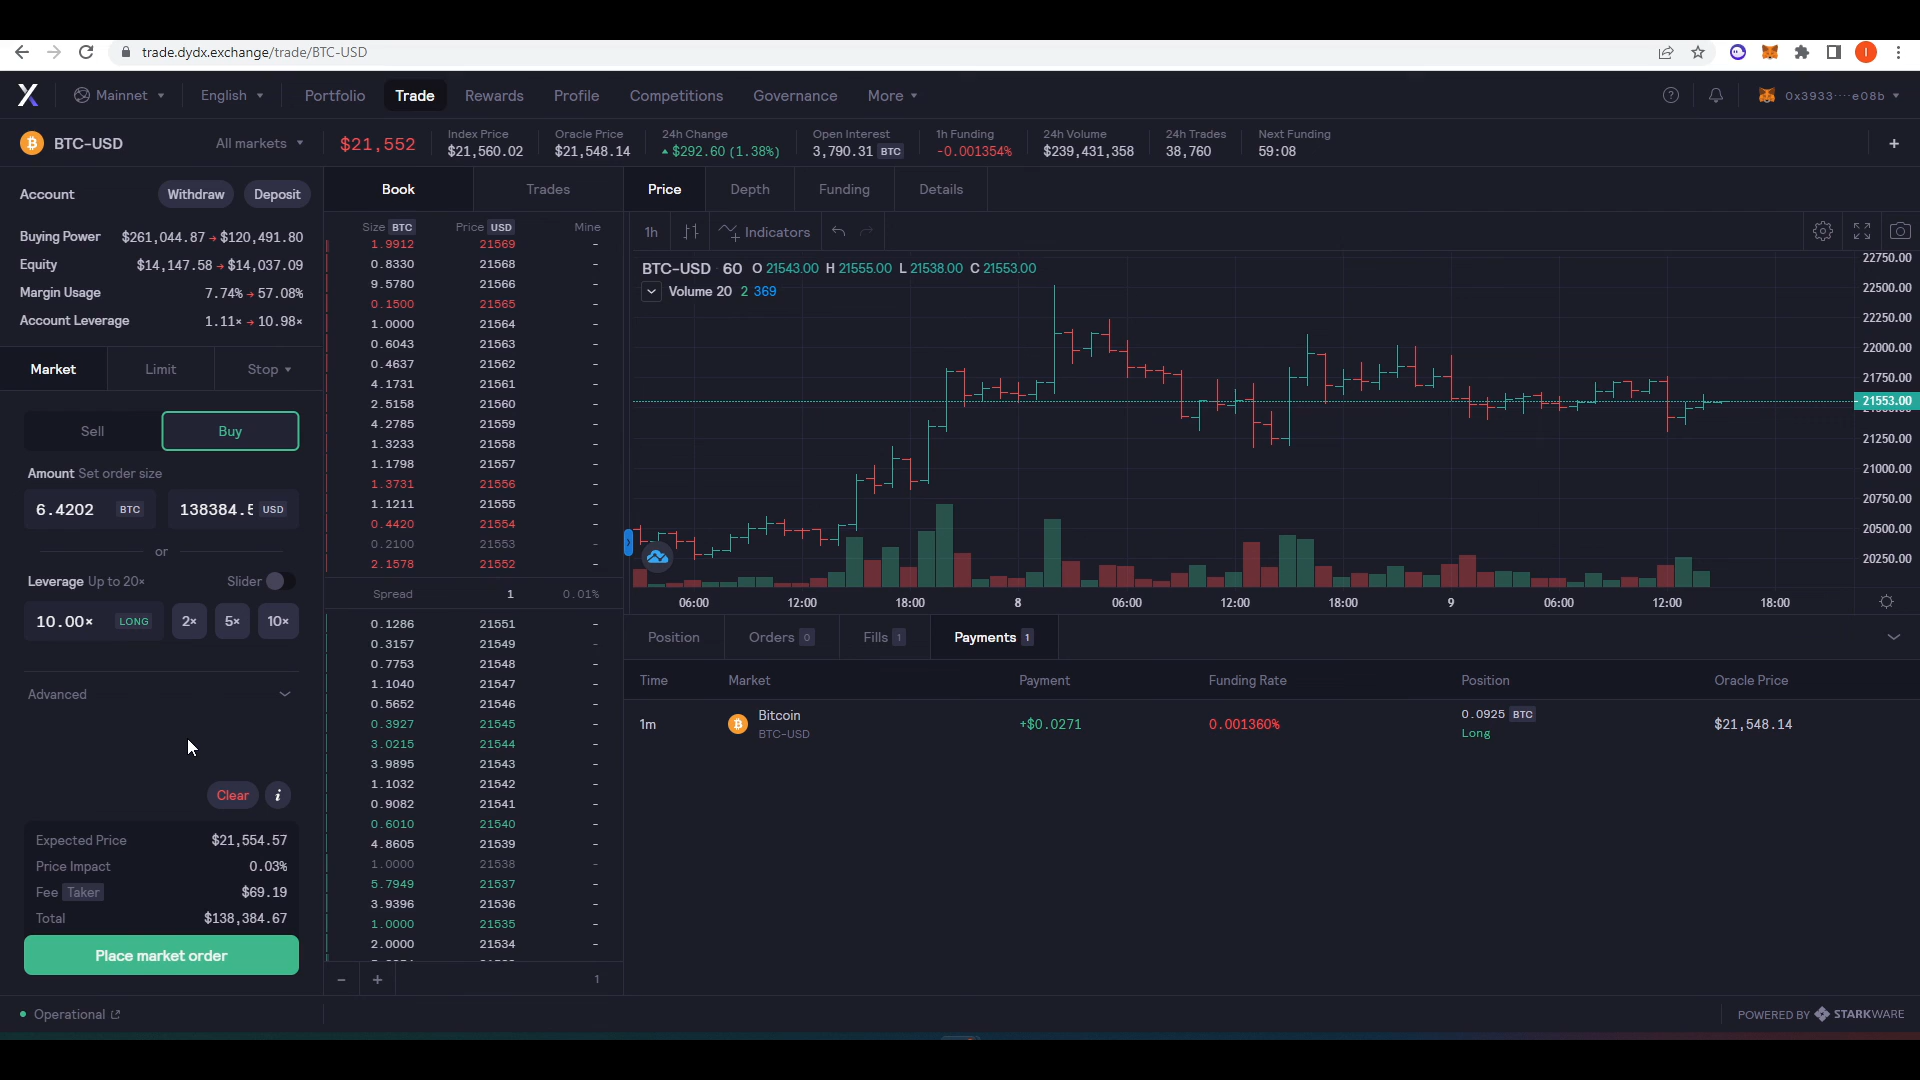 trade.dydx.exchange/trade/BTC-USD
I
Mainnet
English
Portfolio
Trade
Rewards
Profile
Competitions
Governance
More
0x3933····e08b
BTC-USD
All markets
$21,552
Index Price
$21,560.02
Oracle Price
$21,548.14
24h Change
$292.60 (1.38%)
Open Interest
3,790.31 BTC
1h Funding
-0.001354%
24h Volume
$239,431,358
24h Trades
38,760
Next Funding
59:08
Account
Withdraw
Deposit
Buying Power $261,044.87 → $120,491.80
Equity $14,147.58 → $14,037.09
Margin Usage 7.74% → 57.08%
Account Leverage 1.11× → 10.98×
Market
Limit
Stop
Sell
Buy
Amount Set order size
6.4202 BTC
138384.5 USD
or
Leverage Up to 20×
Slider
10.00× LONG
2×
5×
10×
Advanced
Clear
i
Expected Price $21,554.57
Price Impact 0.03%
Fee Taker $69.19
Total $138,384.67
Place market order
Operational
Book
Trades
Size BTC Price USD Mine
1.9912 21569 -
0.8330 21568 -
9.5780 21566 -
0.1500 21565 -
1.0000 21564 -
0.6043 21563 -
0.4637 21562 -
4.1731 21561 -
2.5158 21560 -
4.2785 21559 -
1.3233 21558 -
1.1798 21557 -
1.3731 21556 -
1.1211 21555 -
0.4420 21554 -
0.2100 21553 -
2.1578 21552 -
Spread 1 0.01%
0.1286 21551 -
0.3157 21549 -
0.7753 21548 -
1.1040 21547 -
0.5652 21546 -
0.3927 21545 -
3.0215 21544 -
3.9895 21543 -
1.1032 21542 -
0.9082 21541 -
0.6010 21540 -
4.8605 21539 -
1.0000 21538 -
5.7949 21537 -
3.9396 21536 -
1.0000 21535 -
2.0000 21534 -
− + 1
Price
Depth
Funding
Details
1h
Indicators
BTC-USD 60 O 21543.00 H 21555.00 L 21538.00 C 21553.00
Volume 20 2 369
22750.00
22500.00
22250.00
22000.00
21750.00
21553.00
21250.00
21000.00
20750.00
20500.00
20250.00
06:00 12:00 18:00 8 06:00 12:00 18:00 9 06:00 12:00 18:00
Position
Orders 0
Fills 1
Payments 1
Time Market Payment Funding Rate Position Oracle Price
1m
Bitcoin
BTC-USD
+$0.0271
0.001360%
0.0925 BTC
Long
$21,548.14
POWERED BY STARKWARE